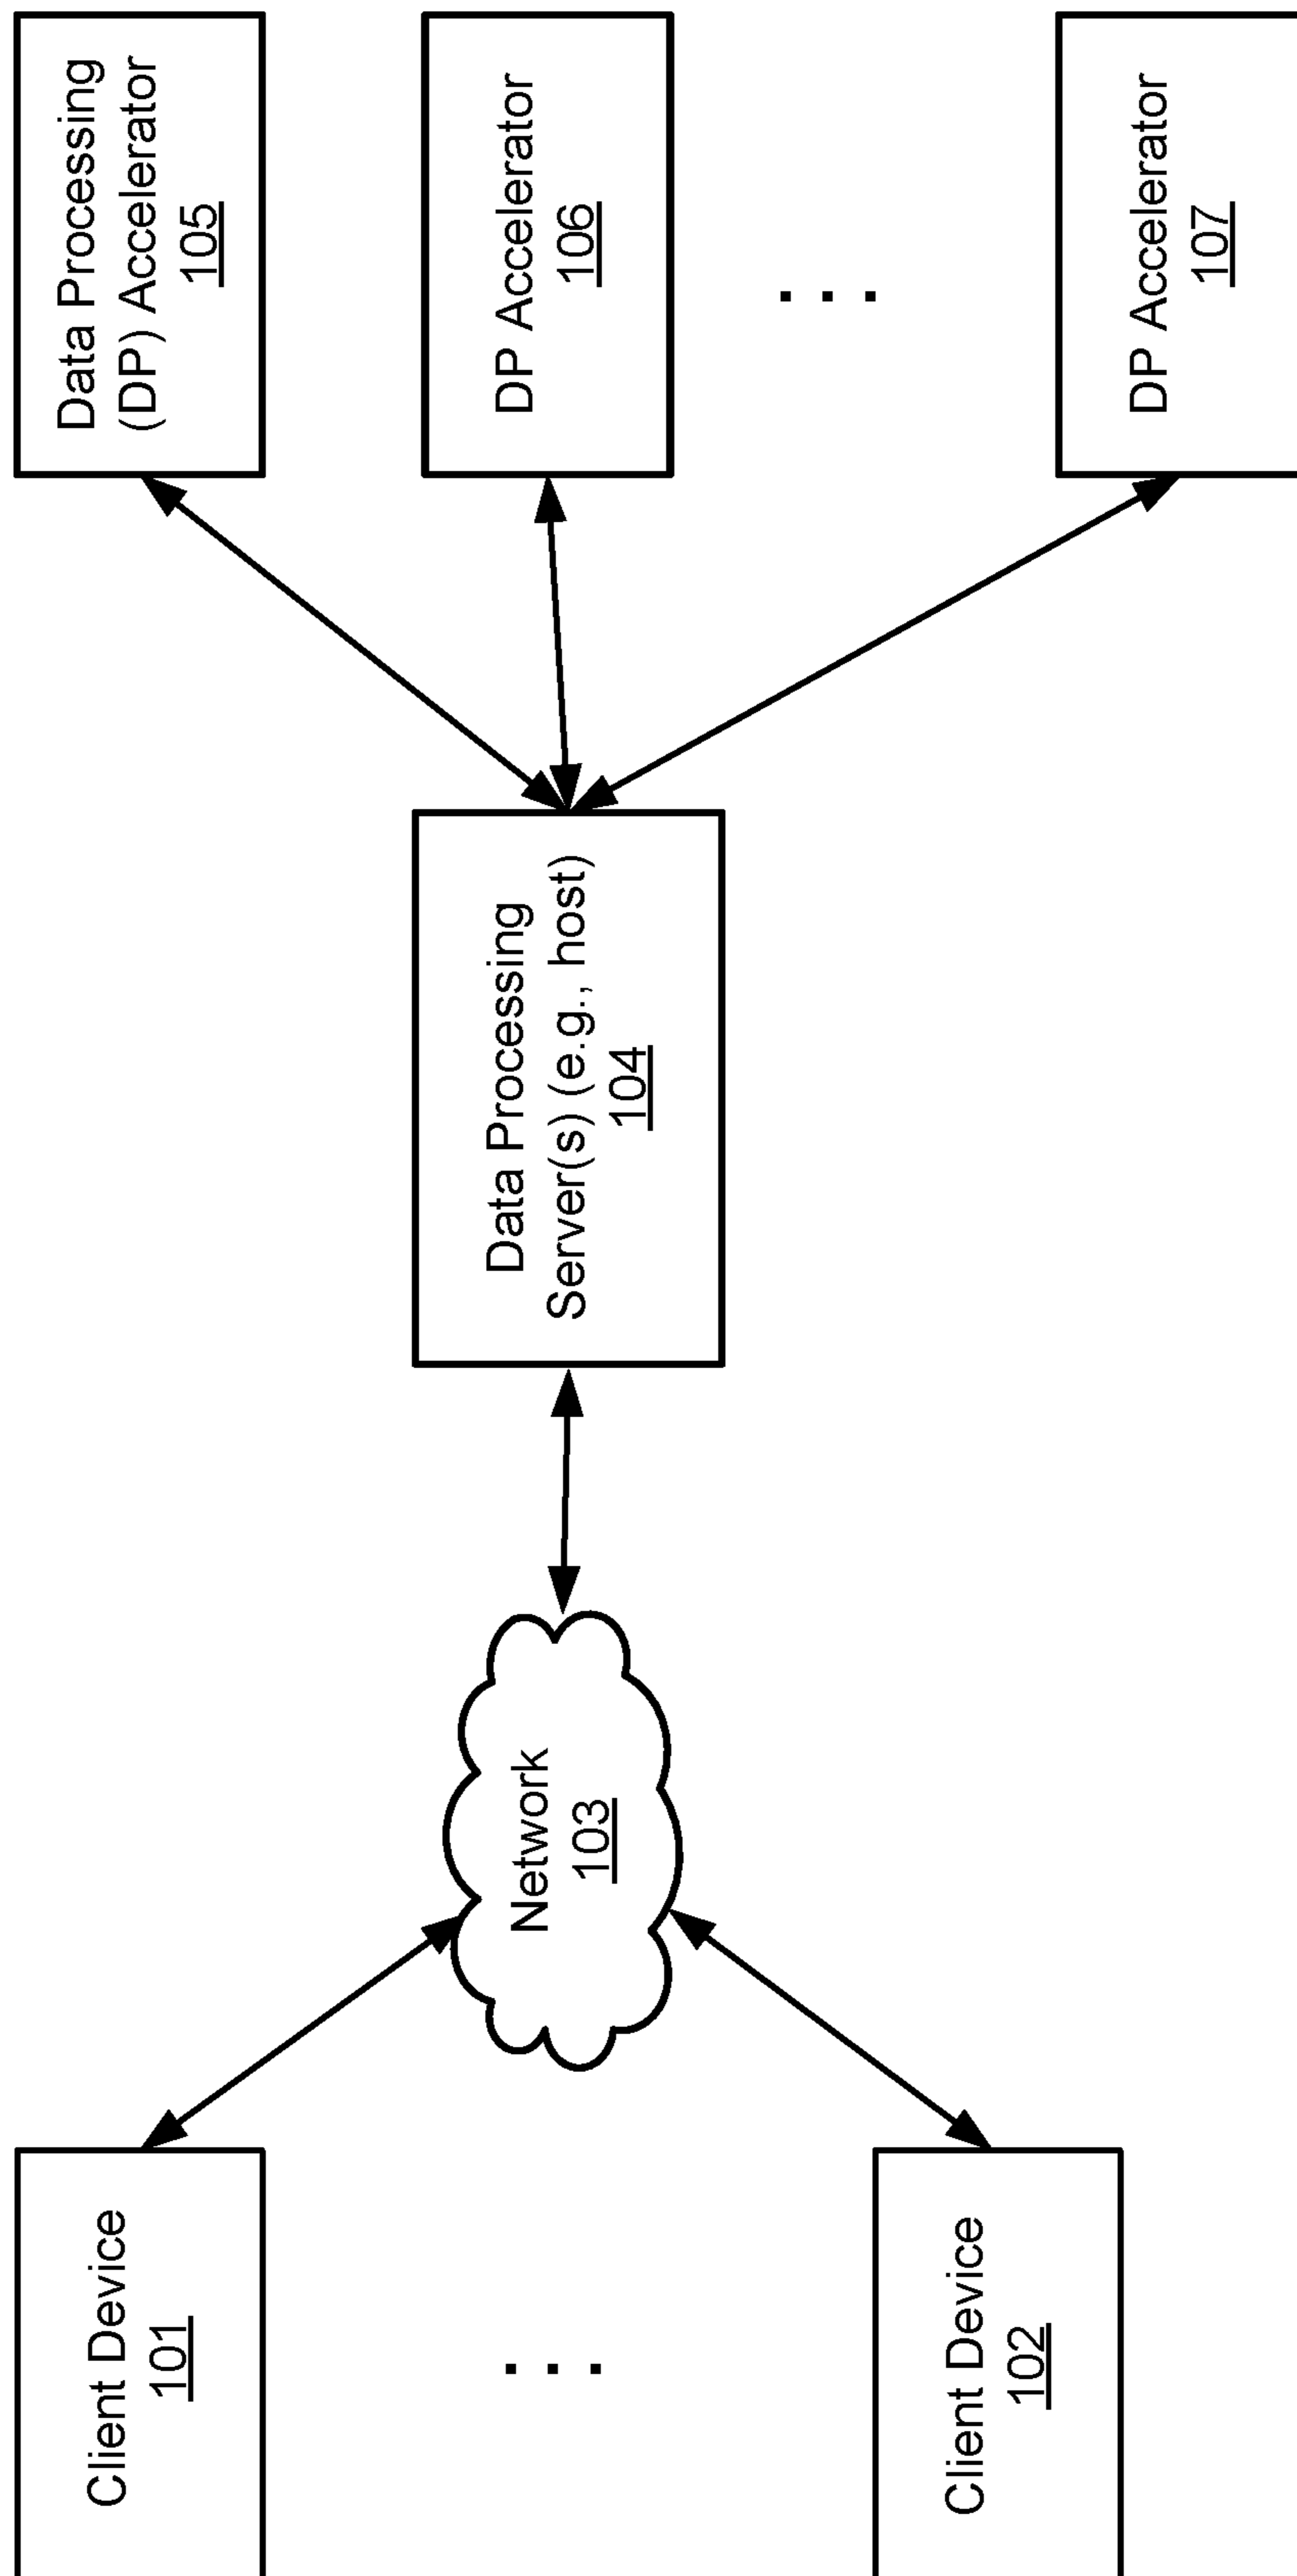 Client Device
101
. . .
Client Device
102
Network
103
Data Processing
Server(s) (e.g., host)
104
Data Processing
(DP) Accelerator
105
DP Accelerator
106
. . .
DP Accelerator
107